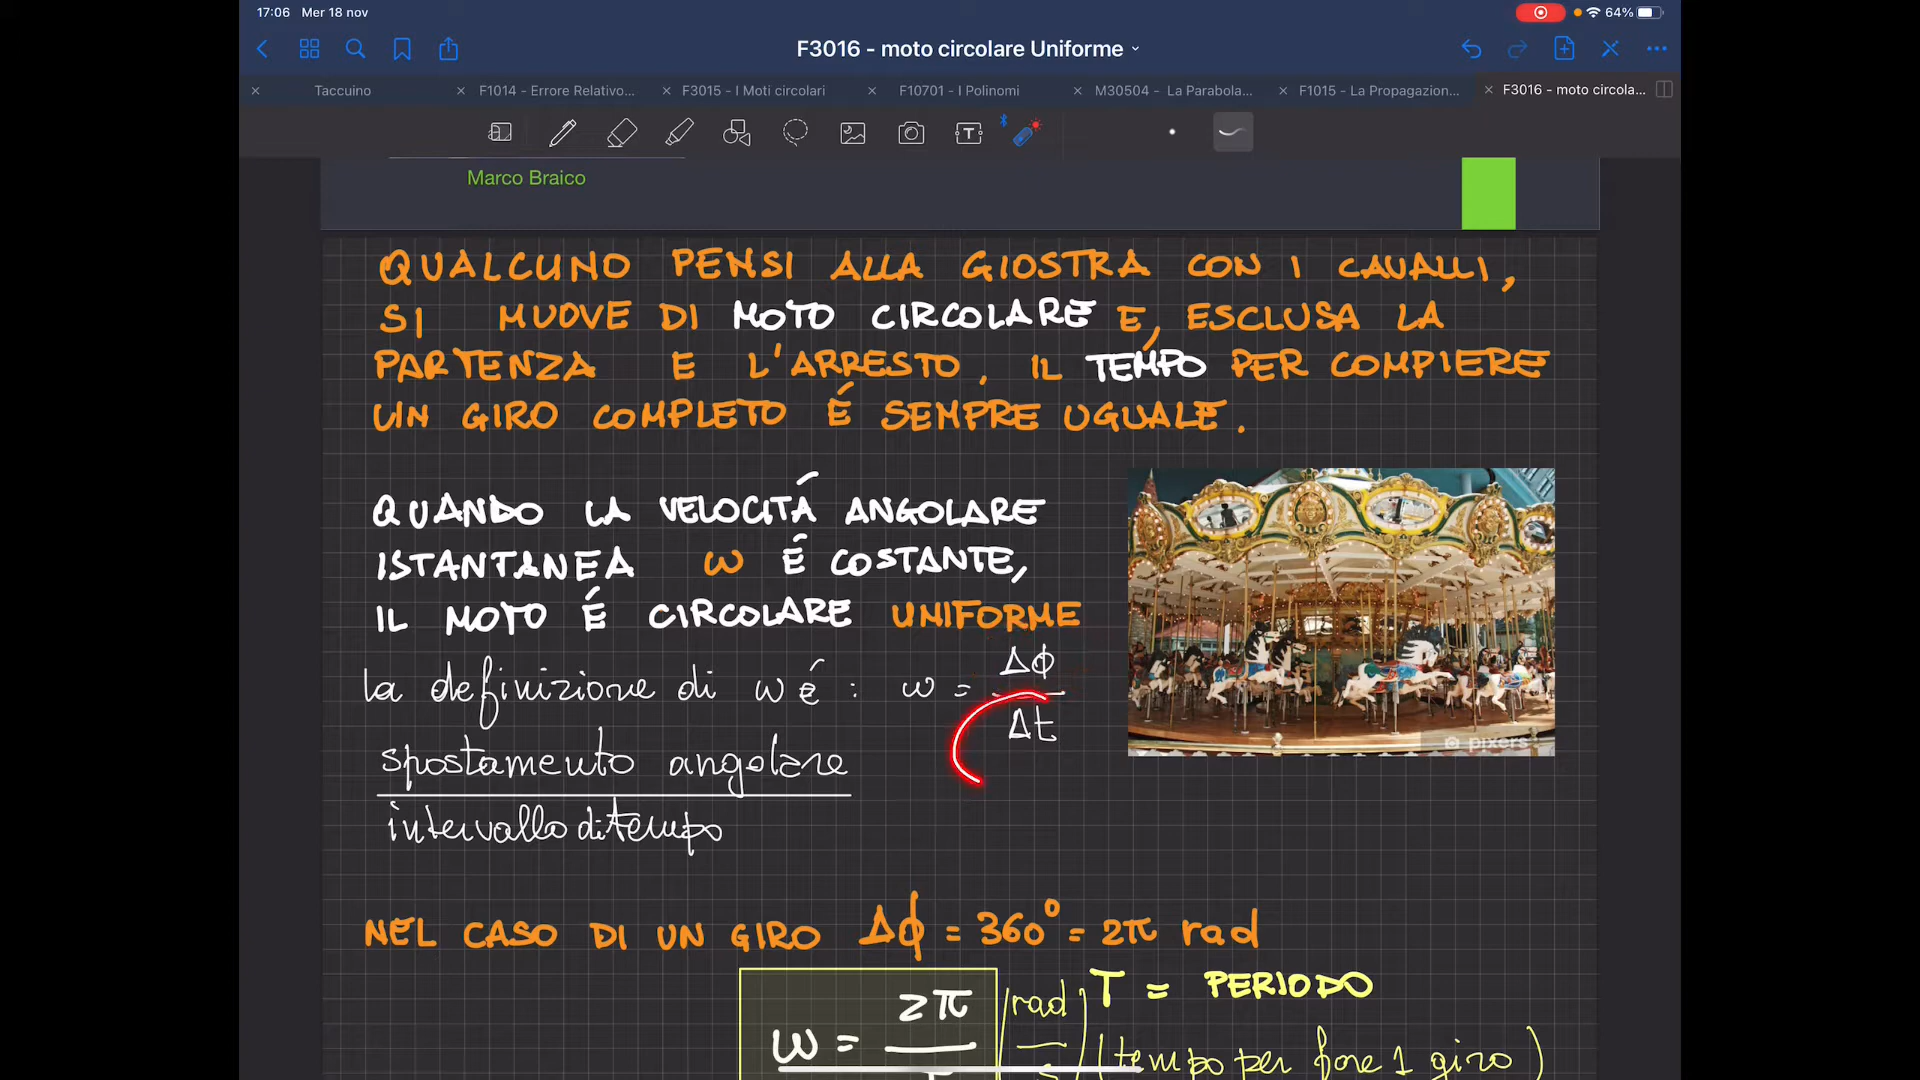 17:06 Mer 18 nov
64%
F3016 - moto circolare Uniforme
Taccuino
F1014 - Errore Relativo...
F3015 - I Moti circolari
F10701 - I Polinomi
M30504 - La Parabola...
F1015 - La Propagazion...
F3016 - moto circola...
Marco Braico
QUALCUNO PENSI ALLA GIOSTRA CON I CAVALLI,
SI MUOVE DI MOTO CIRCOLARE E, ESCLUSA LA
PARTENZA E L'ARRESTO, IL TEMPO PER COMPIERE
UN GIRO COMPLETO É SEMPRE UGUALE.
QUANDO LA VELOCITÁ ANGOLARE
ISTANTANEA ω É COSTANTE,
IL MOTO É CIRCOLARE UNIFORME
la definizione di ω é : ω = Δϕ
Δt
spostamento angolare
intervallo di tempo
pixers
NEL CASO DI UN GIRO Δϕ = 360° = 2π rad
T = PERIODO
ω = 2π
rad
(tempo per fare 1 giro)